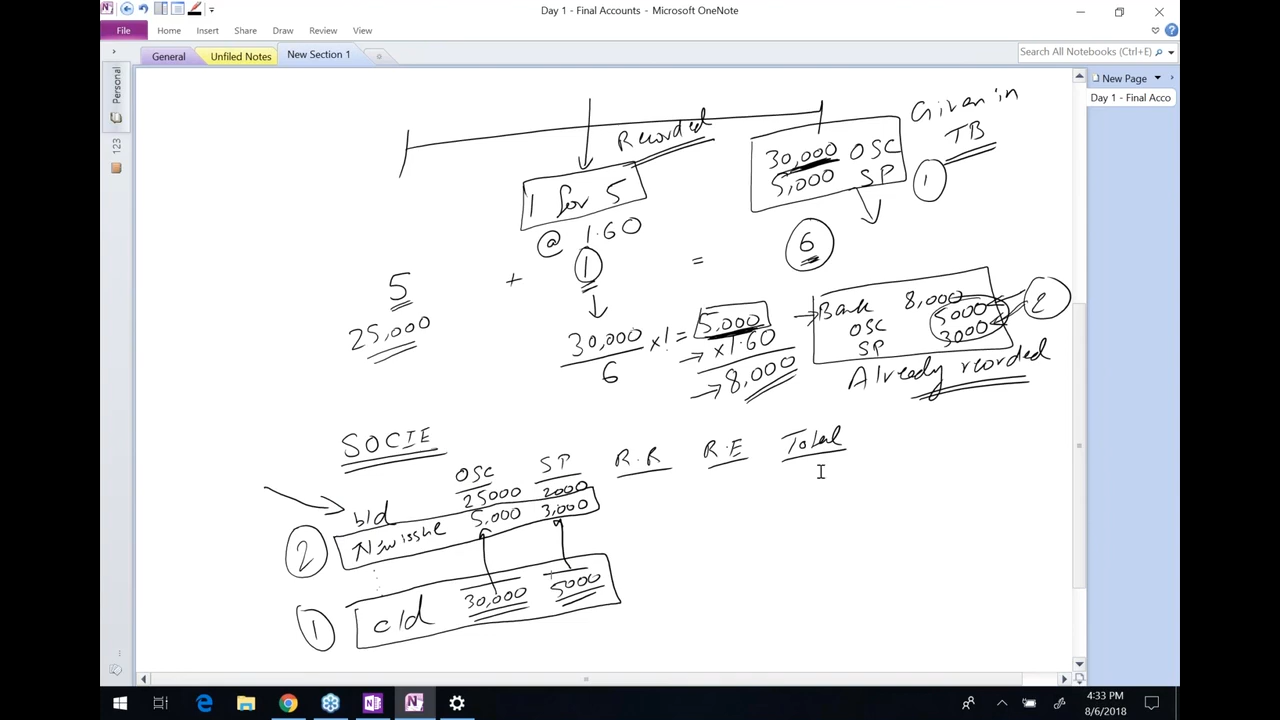 Day 1 - Final Accounts - Microsoft OneNote
File Home Insert Share Draw Review View
General Unfiled Notes New Section 1
Search All Notebooks (Ctrl+E)
New Page
Day 1 - Final Acco
Personal
123
Recorded
Given in
TB
30,000 OSC
5,000 SP
1
1 for 5
@ 1.60
5 + 1 = 6
25,000
30,000 x1 = 5,000
6
x1.60
8,000
Bank 8,000
OSC 5000
SP 3000
2
Already recorded
SOCIE
OSC SP R.R R.E Total
b/d 25000 2000
2 New issue 5,000 3,000
1 c/d 30,000 5000
4:33 PM
8/6/2018